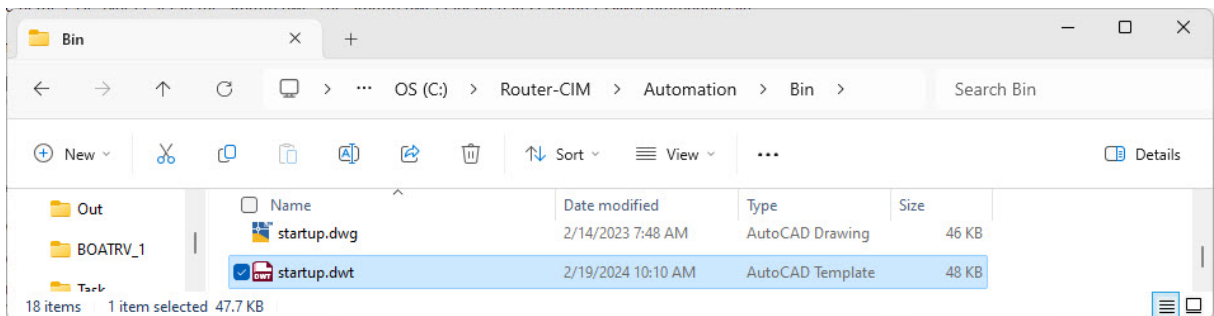 Bin
OS (C:) > Router-CIM > Automation > Bin >
Search Bin
New
Sort
View
Details
Out
Name
Date modified
Type
Size
startup.dwg
2/14/2023 7:48 AM
AutoCAD Drawing
46 KB
BOATRV_1
DWT
startup.dwt
2/19/2024 10:10 AM
AutoCAD Template
48 KB
Task
18 items
1 item selected 47.7 KB